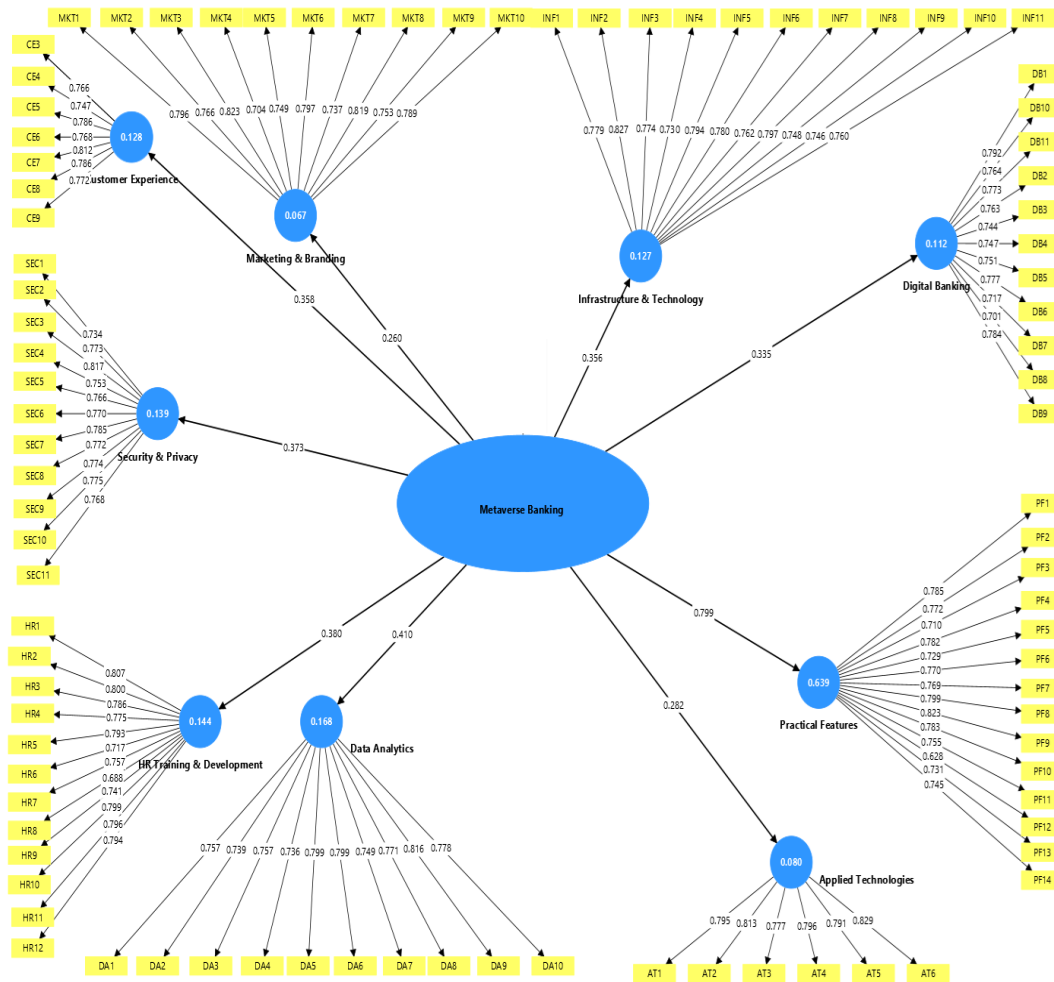 MKT1 MKT2 MKT3 MKT4 MKT5 MKT6 MKT7 MKT8 MKT9 MKT10 INF1 INF2 INF3 INF4 INF5 INF6 INF7 INF8 INF9 INF10 INF11
CE3
CE4
CE5
CE6
CE7
CE8
CE9
0.766
0.747
0.786
0.768
0.812
0.786
0.772
0.128
Customer Experience
0.796 0.766 0.823 0.704 0.749 0.797 0.737 0.819 0.753 0.789
0.067
Marketing & Branding
0.779 0.827 0.774 0.730 0.794 0.780 0.762 0.797 0.748 0.746 0.760
0.127
Infrastructure & Technology
DB1
DB10
DB11
DB2
DB3
DB4
DB5
DB6
DB7
DB8
DB9
0.792
0.764
0.773
0.763
0.744
0.747
0.751
0.777
0.717
0.701
0.784
0.112
Digital Banking
0.358
0.260
0.356
0.335
SEC1
SEC2
SEC3
SEC4
SEC5
SEC6
SEC7
SEC8
SEC9
SEC10
SEC11
0.734
0.773
0.817
0.753
0.766
0.770
0.785
0.772
0.774
0.775
0.768
0.139
Security & Privacy
0.373
Metaverse Banking
0.380
0.410
0.799
0.282
HR1
HR2
HR3
HR4
HR5
HR6
HR7
HR8
HR9
HR10
HR11
HR12
0.807
0.800
0.786
0.775
0.793
0.717
0.757
0.688
0.741
0.799
0.796
0.794
0.144
HR Training & Development
0.168
Data Analytics
0.757 0.739 0.757 0.736 0.799 0.799 0.749 0.771 0.816 0.778
DA1 DA2 DA3 DA4 DA5 DA6 DA7 DA8 DA9 DA10
PF1
PF2
PF3
PF4
PF5
PF6
PF7
PF8
PF9
PF10
PF11
PF12
PF13
PF14
0.785
0.772
0.710
0.782
0.729
0.770
0.769
0.799
0.823
0.783
0.755
0.628
0.731
0.745
0.639
Practical Features
0.080
Applied Technologies
0.795 0.813 0.777 0.796 0.791 0.829
AT1 AT2 AT3 AT4 AT5 AT6